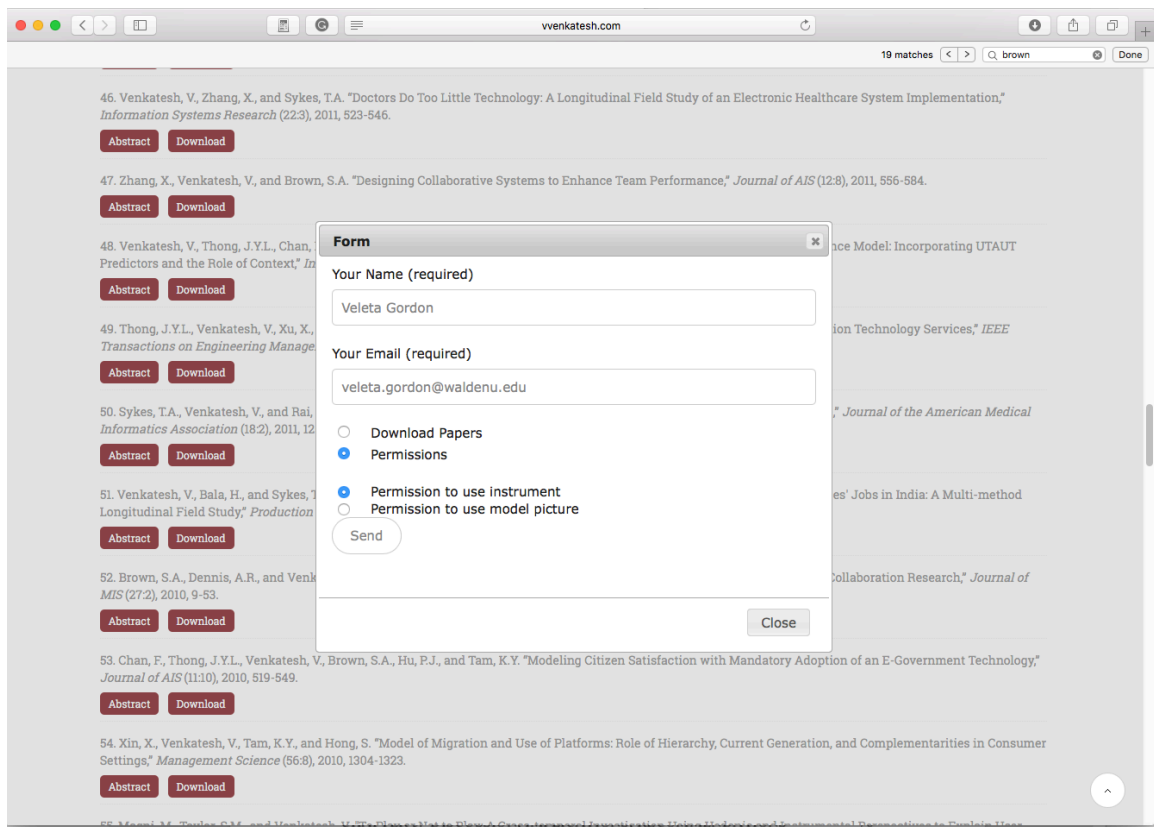 vvenkatesh.com
19 matches
brown
Done
46. Venkatesh, V., Zhang, X., and Sykes, T.A. “Doctors Do Too Little Technology: A Longitudinal Field Study of an Electronic Healthcare System Implementation,”
Information Systems Research (22:3), 2011, 523-546.
Abstract Download
47. Zhang, X., Venkatesh, V., and Brown, S.A. “Designing Collaborative Systems to Enhance Team Performance,” Journal of AIS (12:8), 2011, 556-584.
Abstract Download
48. Venkatesh, V., Thong, J.Y.L., Chan, nce Model: Incorporating UTAUT
Predictors and the Role of Context,” In
Abstract Download
49. Thong, J.Y.L., Venkatesh, V., Xu, X., ion Technology Services,” IEEE
Transactions on Engineering Manage
Abstract Download
50. Sykes, T.A., Venkatesh, V., and Rai, ,” Journal of the American Medical
Informatics Association (18:2), 2011, 12
Abstract Download
51. Venkatesh, V., Bala, H., and Sykes, T es’ Jobs in India: A Multi-method
Longitudinal Field Study,” Production
Abstract Download
52. Brown, S.A., Dennis, A.R., and Venk Collaboration Research,” Journal of
MIS (27:2), 2010, 9-53.
Abstract Download
Form
Your Name (required)
Veleta Gordon
Your Email (required)
veleta.gordon@waldenu.edu
Download Papers
Permissions
Permission to use instrument
Permission to use model picture
Send
Close
53. Chan, F., Thong, J.Y.L., Venkatesh, V., Brown, S.A., Hu, P.J., and Tam, K.Y. “Modeling Citizen Satisfaction with Mandatory Adoption of an E-Government Technology,”
Journal of AIS (11:10), 2010, 519-549.
Abstract Download
54. Xin, X., Venkatesh, V., Tam, K.Y., and Hong, S. “Model of Migration and Use of Platforms: Role of Hierarchy, Current Generation, and Complementarities in Consumer
Settings,” Management Science (56:8), 2010, 1304-1323.
Abstract Download